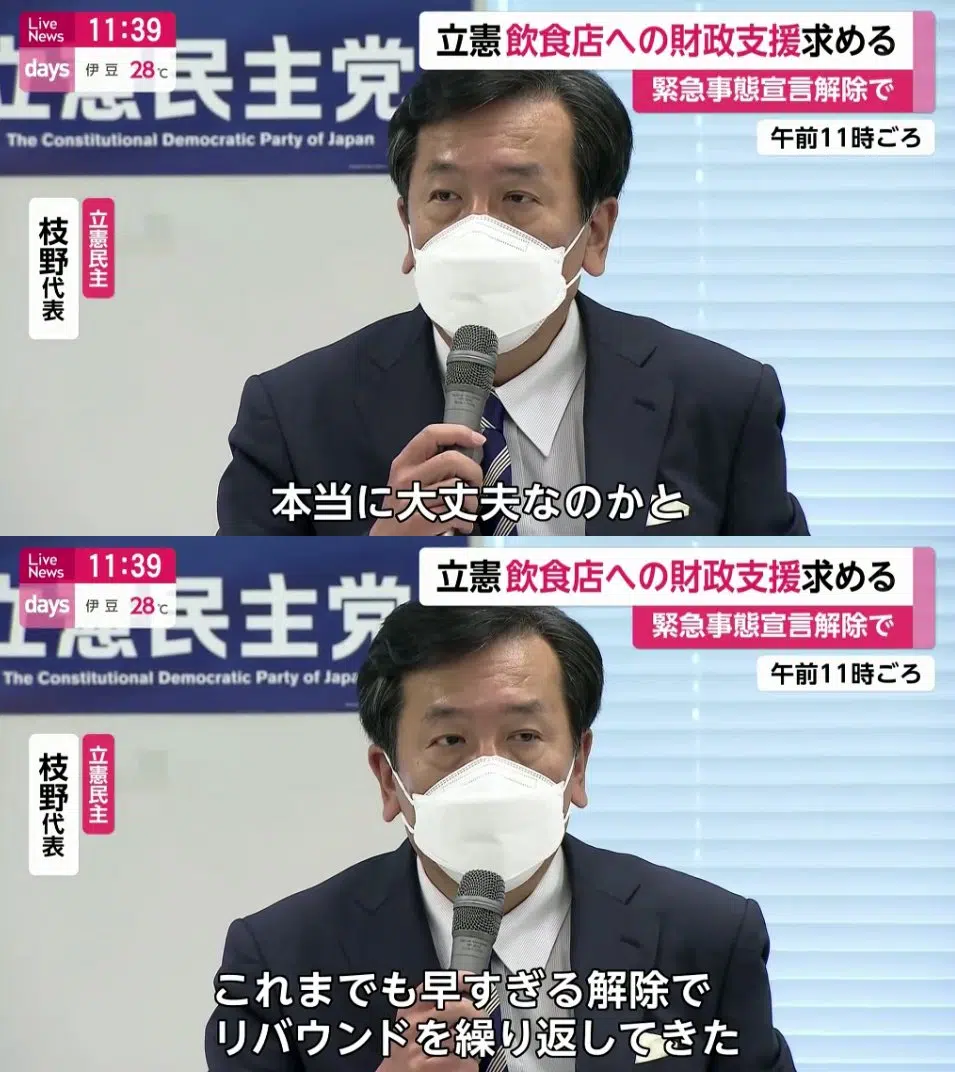 Live News
11:39
days
伊豆 28℃
立憲民主党
The Constitutional Democratic Party of Japan
立憲 飲食店への財政支援求める
緊急事態宣言解除で
午前11時ごろ
立憲民主
枝野代表
本当に大丈夫なのかと
Live News
11:39
days
伊豆 28℃
立憲民主党
The Constitutional Democratic Party of Japa
立憲 飲食店への財政支援求める
緊急事態宣言解除で
午前11時ごろ
立憲民主
枝野代表
これまでも早すぎる解除で
リバウンドを繰り返してきた